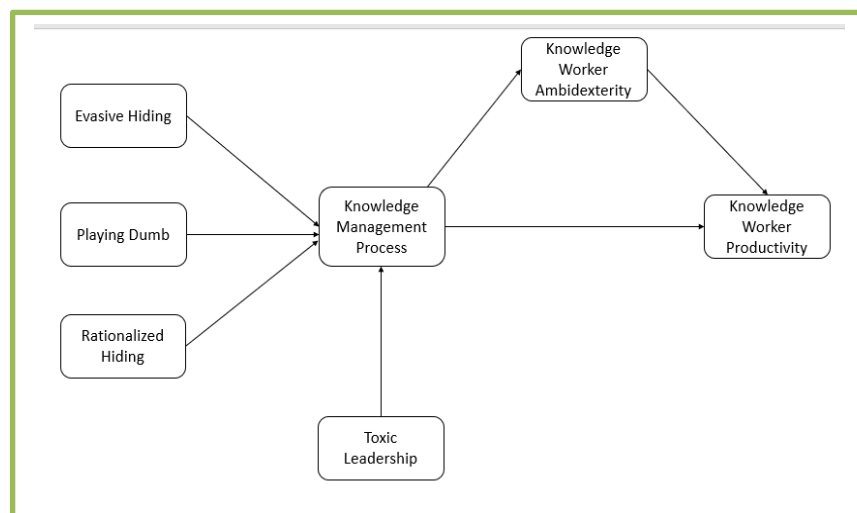 Knowledge
Worker
Ambidexterity
Evasive Hiding
Knowledge
Management
Process
Knowledge
Worker
Productivity
Playing Dumb
Rationalized
Hiding
Toxic
Leadership